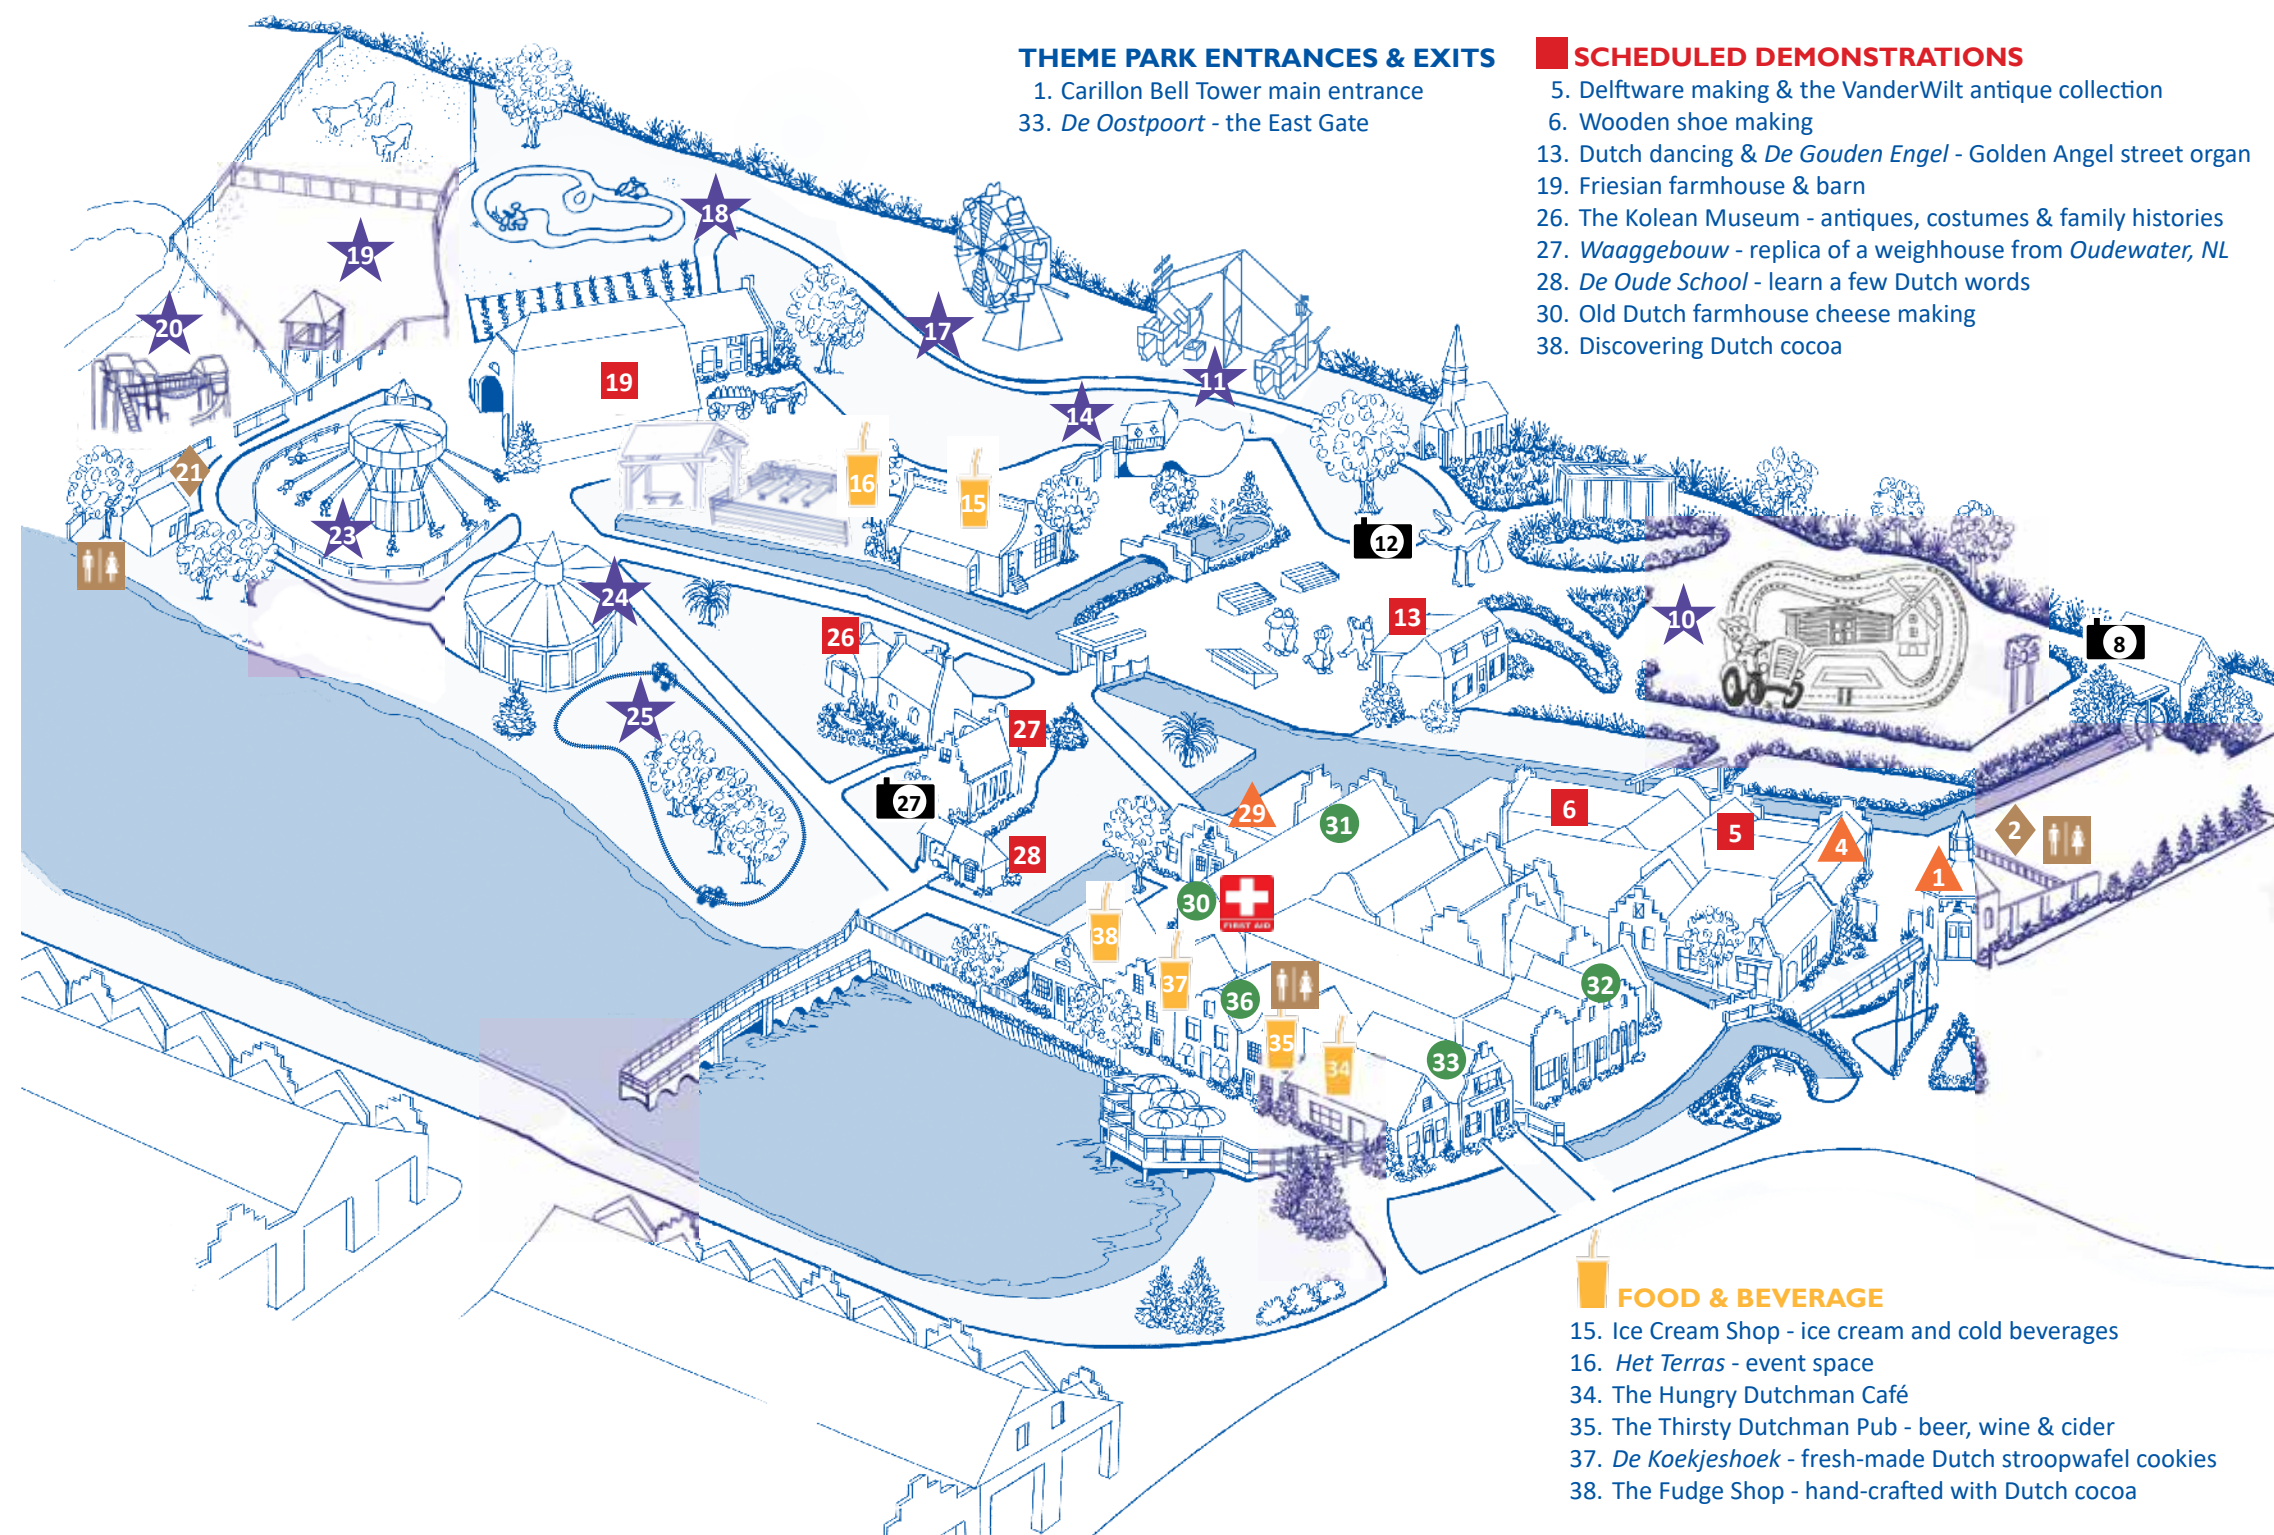 THEME PARK ENTRANCES & EXITS
1. Carillon Bell Tower main entrance
33. De Oostpoort - the East Gate
SCHEDULED DEMONSTRATIONS
5. Delftware making & the VanderWilt antique collection
6. Wooden shoe making
13. Dutch dancing & De Gouden Engel - Golden Angel street organ
19. Friesian farmhouse & barn
26. The Kolean Museum - antiques, costumes & family histories
27. Waaggebouw - replica of a weighhouse from Oudewater, NL
28. De Oude School - learn a few Dutch words
30. Old Dutch farmhouse cheese making
38. Discovering Dutch cocoa
18
19
20
17
11
14
19
21
16
15
23
12
24
10
13
26
8
25
27
27
29
31
6
5
4
2
1
28
30
FIRST AID
38
37
36
32
35
34
33
FOOD & BEVERAGE
15. Ice Cream Shop - ice cream and cold beverages
16. Het Terras - event space
34. The Hungry Dutchman Café
35. The Thirsty Dutchman Pub - beer, wine & cider
37. De Koekjeshoek - fresh-made Dutch stroopwafel cookies
38. The Fudge Shop - hand-crafted with Dutch cocoa